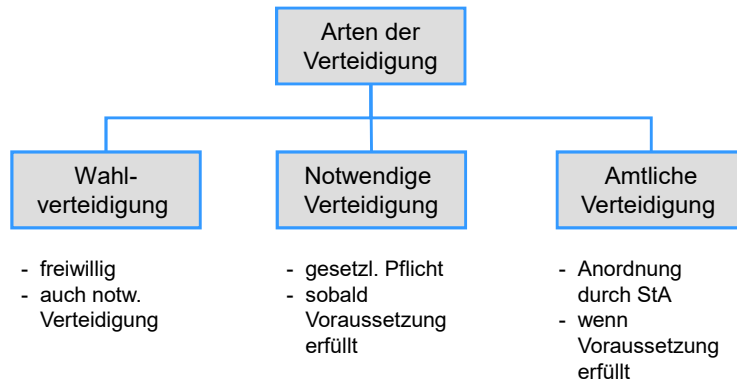 Arten der
Verteidigung
Wahl-
verteidigung
- freiwillig
- auch notw.
Verteidigung
Notwendige
Verteidigung
- gesetzl. Pflicht
- sobald
Voraussetzung
erfüllt
Amtliche
Verteidigung
- Anordnung
durch StA
- wenn
Voraussetzung
erfüllt